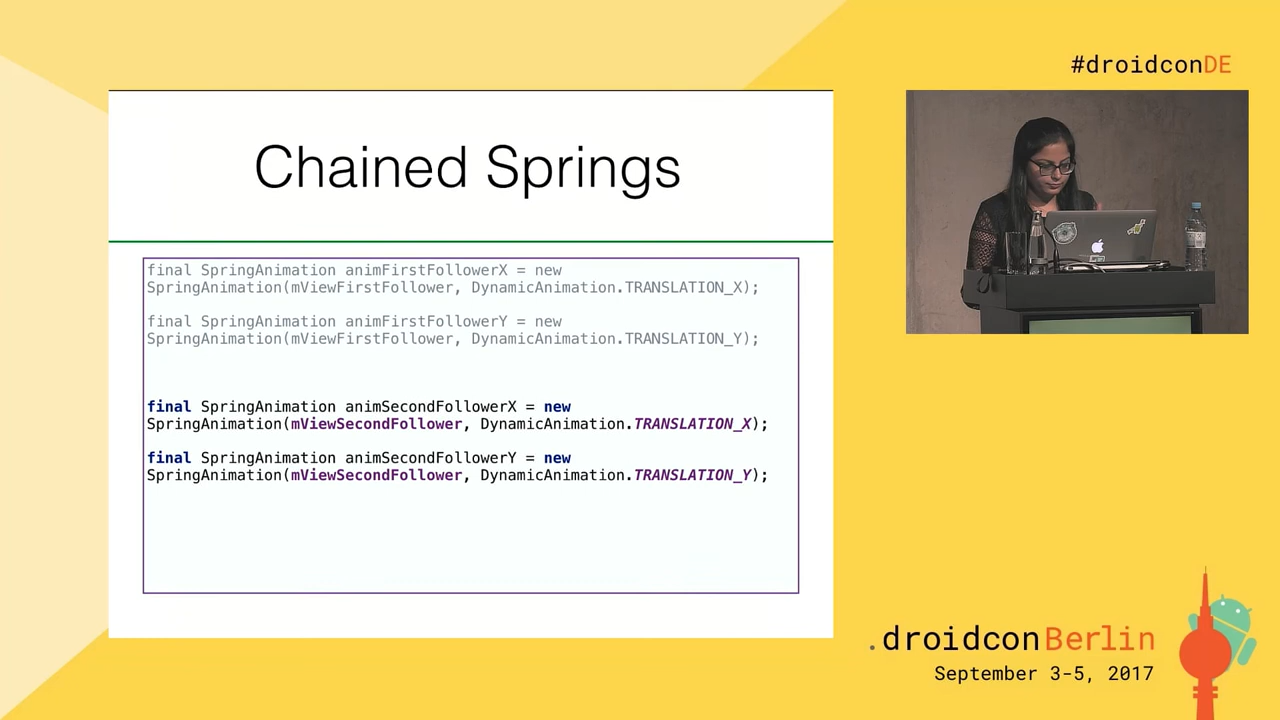 #droidconDE
Chained Springs
final SpringAnimation animFirstFollowerX = new
SpringAnimation(mViewFirstFollower, DynamicAnimation.TRANSLATION_X);
final SpringAnimation animFirstFollowerY = new
SpringAnimation(mViewFirstFollower, DynamicAnimation.TRANSLATION_Y);
final SpringAnimation animSecondFollowerX = new
SpringAnimation(mViewSecondFollower, DynamicAnimation.TRANSLATION_X);
final SpringAnimation animSecondFollowerY = new
SpringAnimation(mViewSecondFollower, DynamicAnimation.TRANSLATION_Y);
.droidconBerlin
September 3-5, 2017